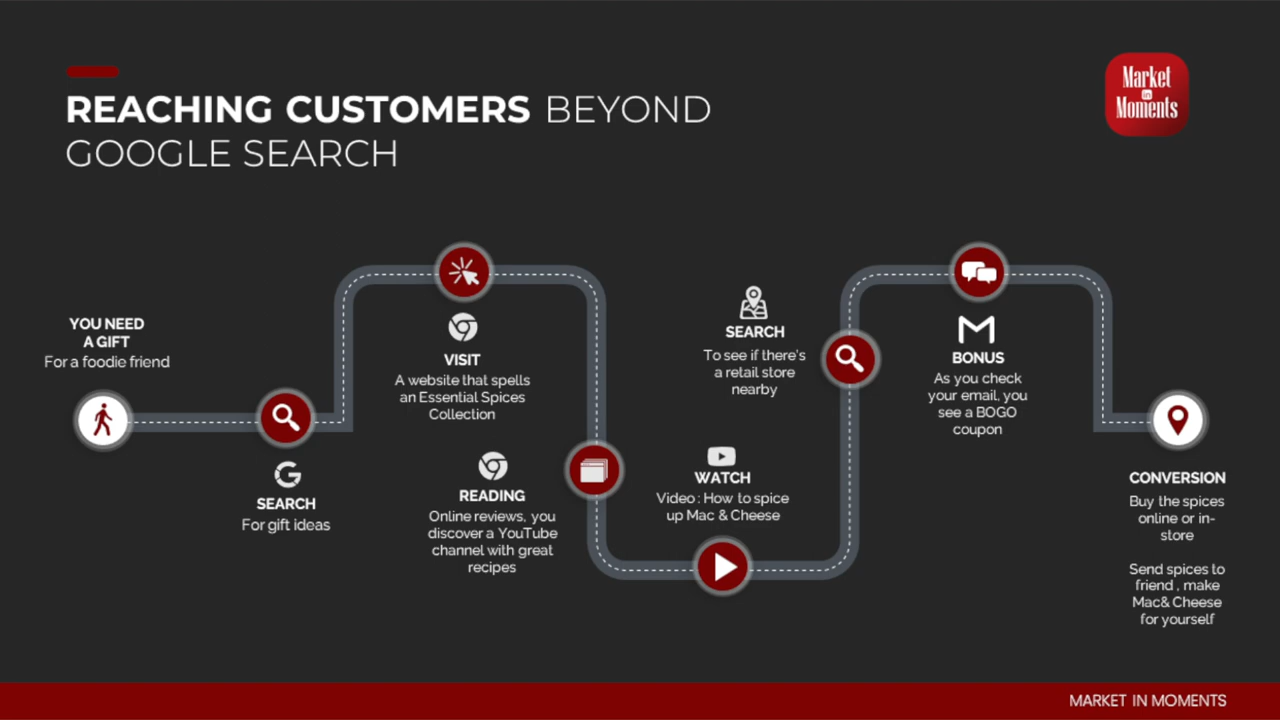 REACHING CUSTOMERS BEYOND
GOOGLE SEARCH
Market
in
Moments
YOU NEED
A GIFT
For a foodie friend
SEARCH
For gift ideas
VISIT
A website that spells
an Essential Spices
Collection
READING
Online reviews, you
discover a YouTube
channel with great
recipes
WATCH
Video : How to spice
up Mac & Cheese
SEARCH
To see if there's
a retail store
nearby
BONUS
As you check
your email, you
see a BOGO
coupon
CONVERSION
Buy the spices
online or in-
store
Send spices to
friend , make
Mac& Cheese
for yourself
MARKET IN MOMENTS